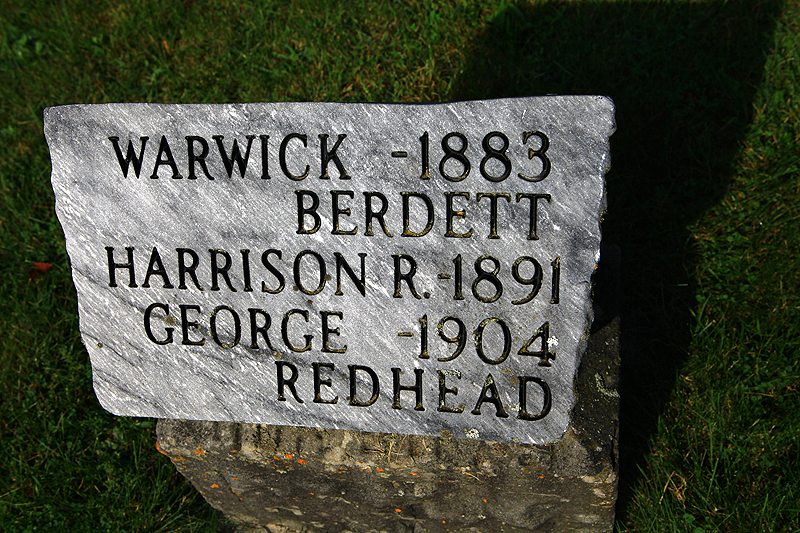 WARWICK -1883
BERDETT
HARRISON R.-1891
GEORGE -1904
REDHEAD